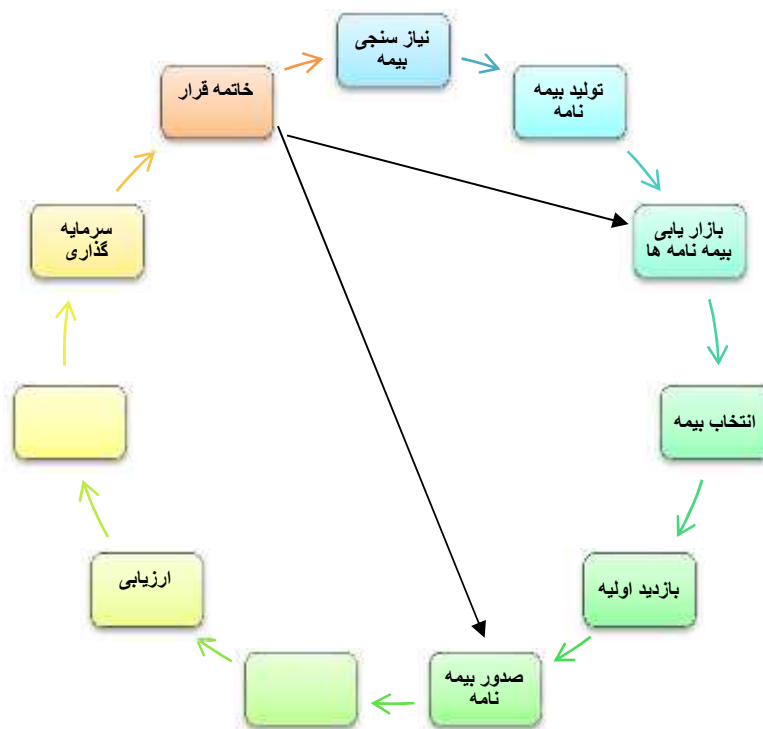 نیاز سنجی
بیمه
تولید بیمه
نامه
بازار یابی
بیمه نامه ها
انتخاب بیمه
بازدید اولیه
صدور بیمه
نامه
ارزیابی
سرمایه
گذاری
خاتمه قرار